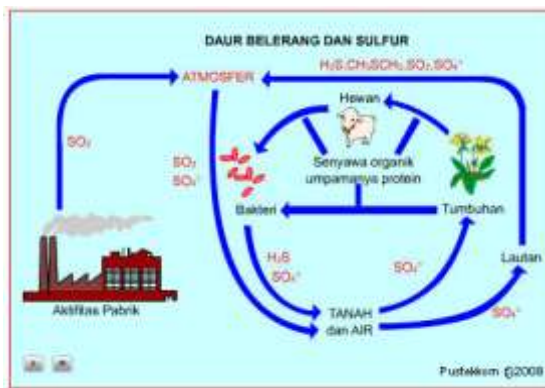 DAUR BELERANG DAN SULFUR
H₂S,CH₃SCH₃,SO₂,SO₄⁼
ATMOSFER
Hewan
SO₂
SO₂
SO₄⁼
Senyawa organik
umpamanya protein
Bakteri
Tumbuhan
H₂S
SO₄⁼
SO₄⁼
Lautan
Aktifitas Pabrik
TANAH
dan AIR
SO₄⁼
Pustekkom ©2008